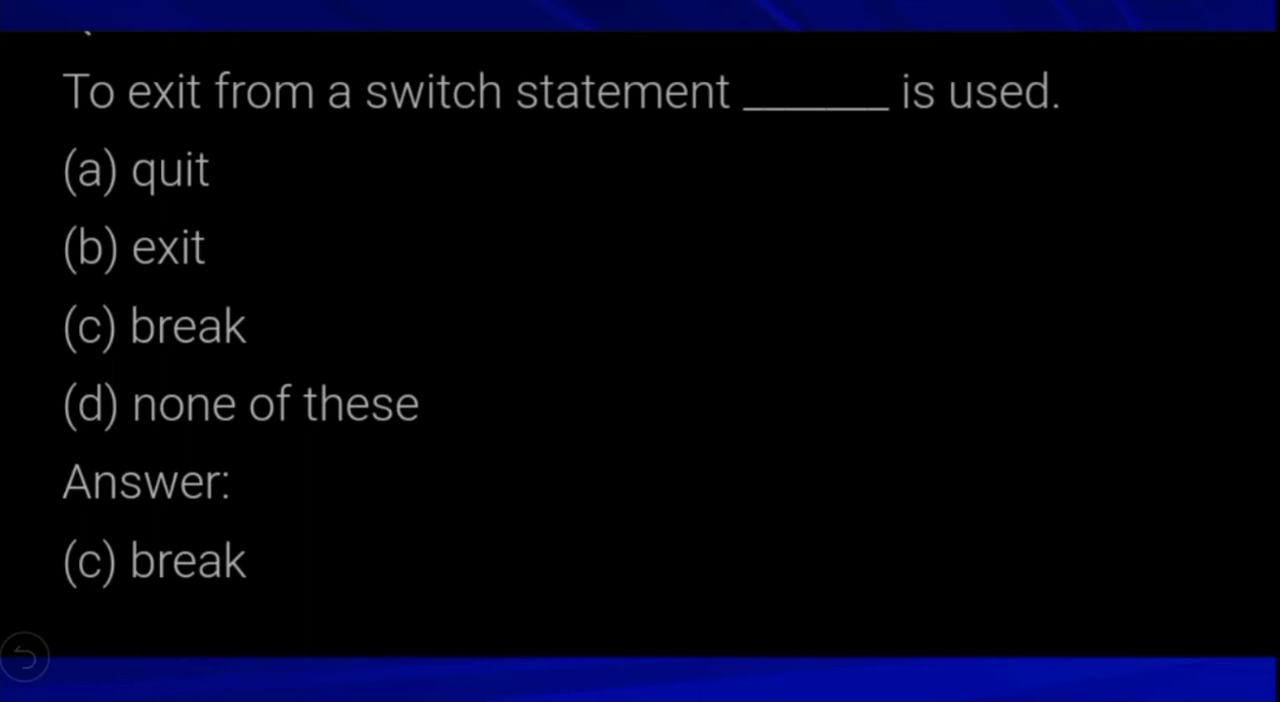 To exit from a switch statement ______ is used.
(a) quit
(b) exit
(c) break
(d) none of these
Answer:
(c) break